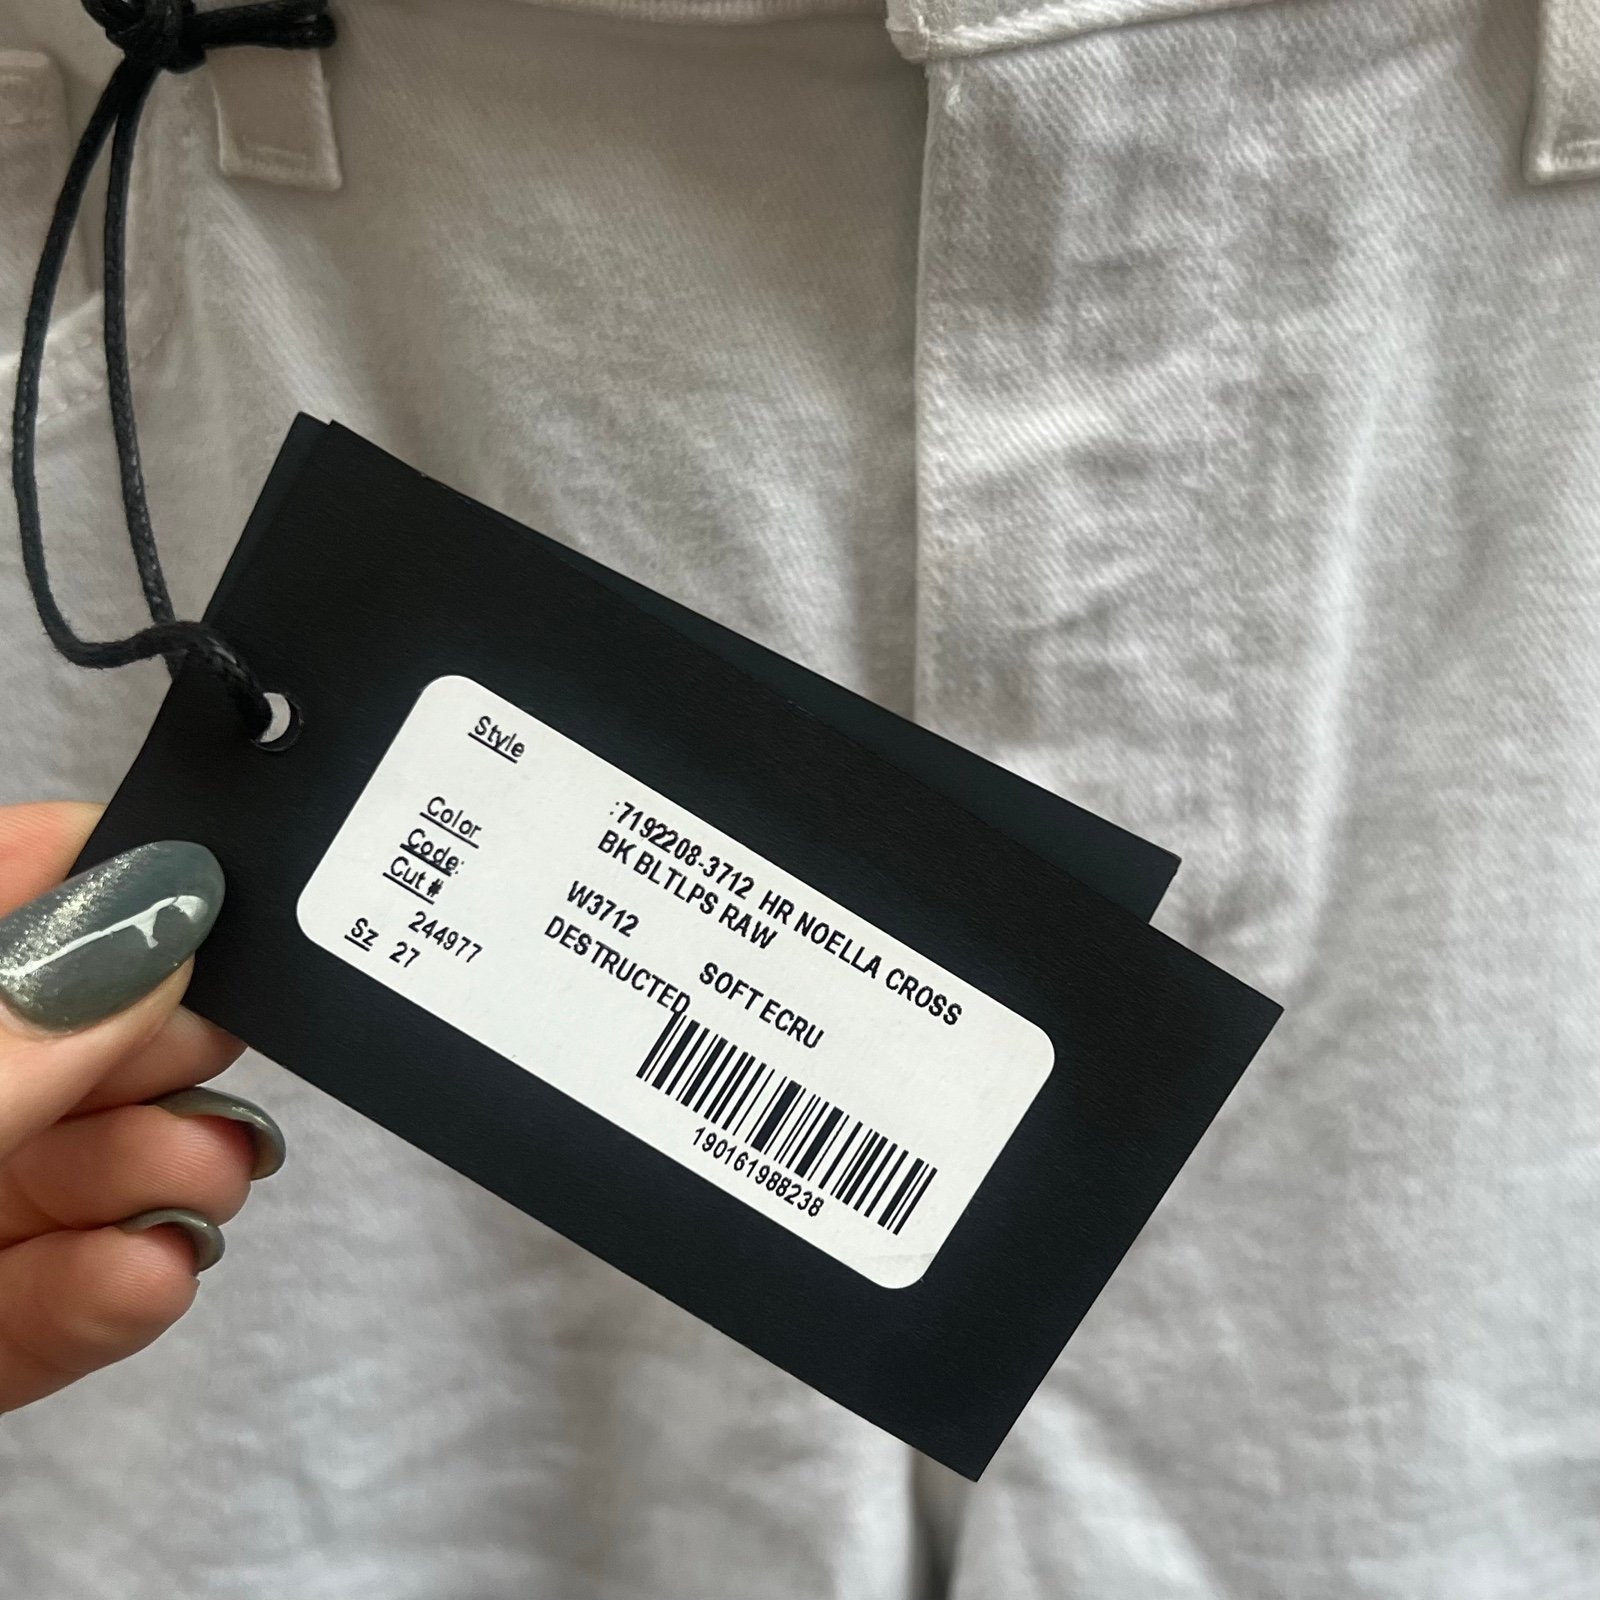 Style
:7192208-3712 HR NOELLA CROSS
BK BLTLPS RAW
Color
Code: W3712 SOFT ECRU
Cut # DESTRUCTED
244977
Sz 27
190161988238